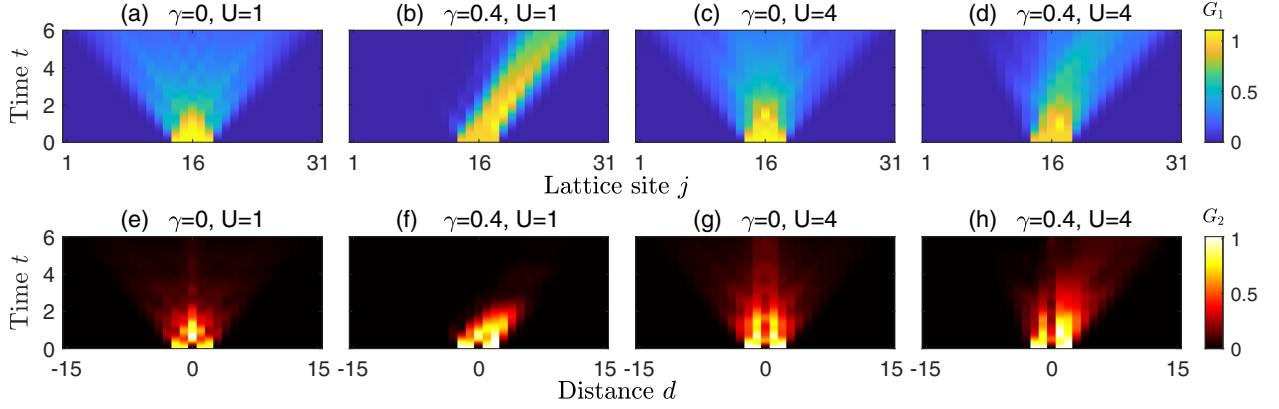 (a) γ=0, U=1
(b) γ=0.4, U=1
(c) γ=0, U=4
(d) γ=0.4, U=4
G₁
Time t
6
4
2
0
1 16 31
1 16 31
1 16 31
1 16 31
1
0.5
0
Lattice site j
(e) γ=0, U=1
(f) γ=0.4, U=1
(g) γ=0, U=4
(h) γ=0.4, U=4
G₂
Time t
6
4
2
0
-15 0 15
-15 0 15
-15 0 15
-15 0 15
1
0.5
0
Distance d